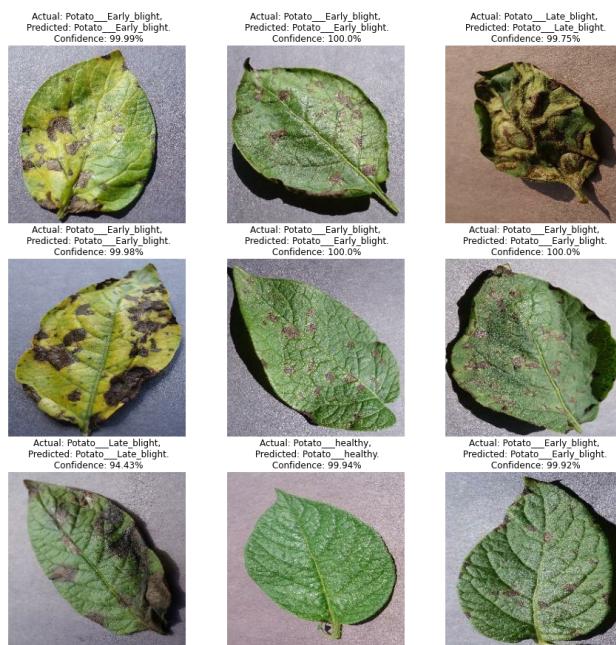 Actual: Potato___Early_blight,
Predicted: Potato___Early_blight.
Confidence: 99.99%
Actual: Potato___Early_blight,
Predicted: Potato___Early_blight.
Confidence: 100.0%
Actual: Potato___Late_blight,
Predicted: Potato___Late_blight.
Confidence: 99.75%
Actual: Potato___Early_blight,
Predicted: Potato___Early_blight.
Confidence: 99.98%
Actual: Potato___Early_blight,
Predicted: Potato___Early_blight.
Confidence: 100.0%
Actual: Potato___Early_blight,
Predicted: Potato___Early_blight.
Confidence: 100.0%
Actual: Potato___Late_blight,
Predicted: Potato___Late_blight.
Confidence: 94.43%
Actual: Potato___healthy,
Predicted: Potato___healthy.
Confidence: 99.94%
Actual: Potato___Early_blight,
Predicted: Potato___Early_blight.
Confidence: 99.92%